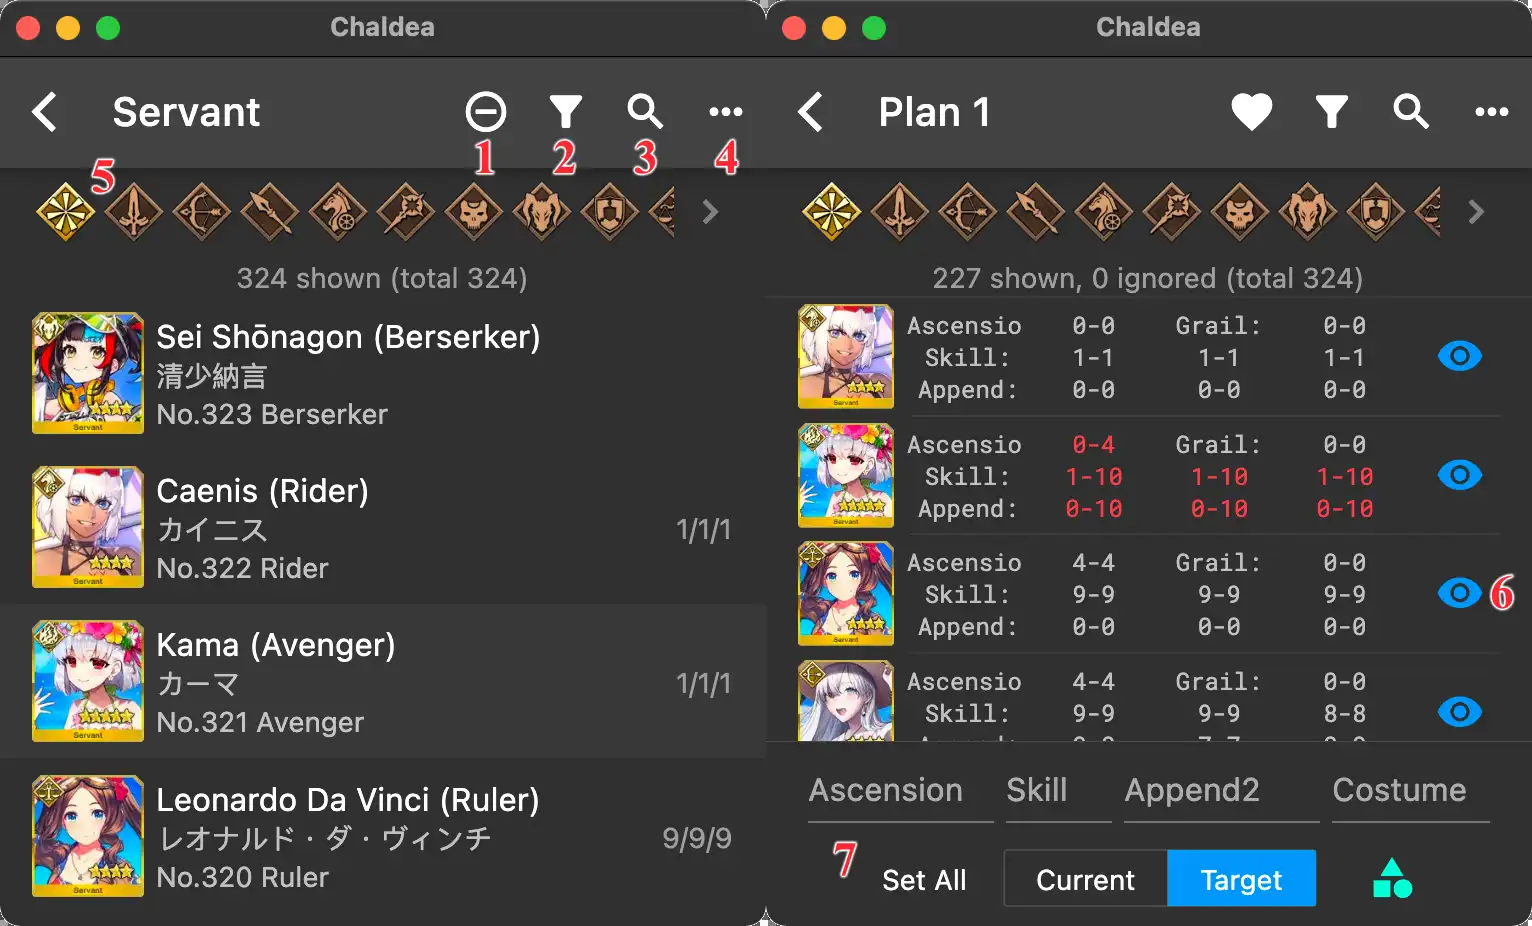 Chaldea
Servant
1
2
3
4
5
324 shown (total 324)
Sei Shōnagon (Berserker)
清少納言
No.323 Berserker
Servant
Caenis (Rider)
カイニス
1/1/1
No.322 Rider
Servant
Kama (Avenger)
カーマ
1/1/1
No.321 Avenger
Servant
Leonardo Da Vinci (Ruler)
レオナルド・ダ・ヴィンチ
9/9/9
No.320 Ruler
Servant
Chaldea
Plan 1
227 shown, 0 ignored (total 324)
Ascensio 0-0 Grail: 0-0
Skill: 1-1 1-1 1-1
Append: 0-0 0-0 0-0
Servant
Ascensio 0-4 Grail: 0-0
Skill: 1-10 1-10 1-10
Append: 0-10 0-10 0-10
Servant
Ascensio 4-4 Grail: 0-0
Skill: 9-9 9-9 9-9
6
Append: 0-0 0-0 0-0
Servant
Ascensio 4-4 Grail: 0-0
Skill: 9-9 9-9 8-8
Ascension Skill Append2 Costume
7
Set All Current Target